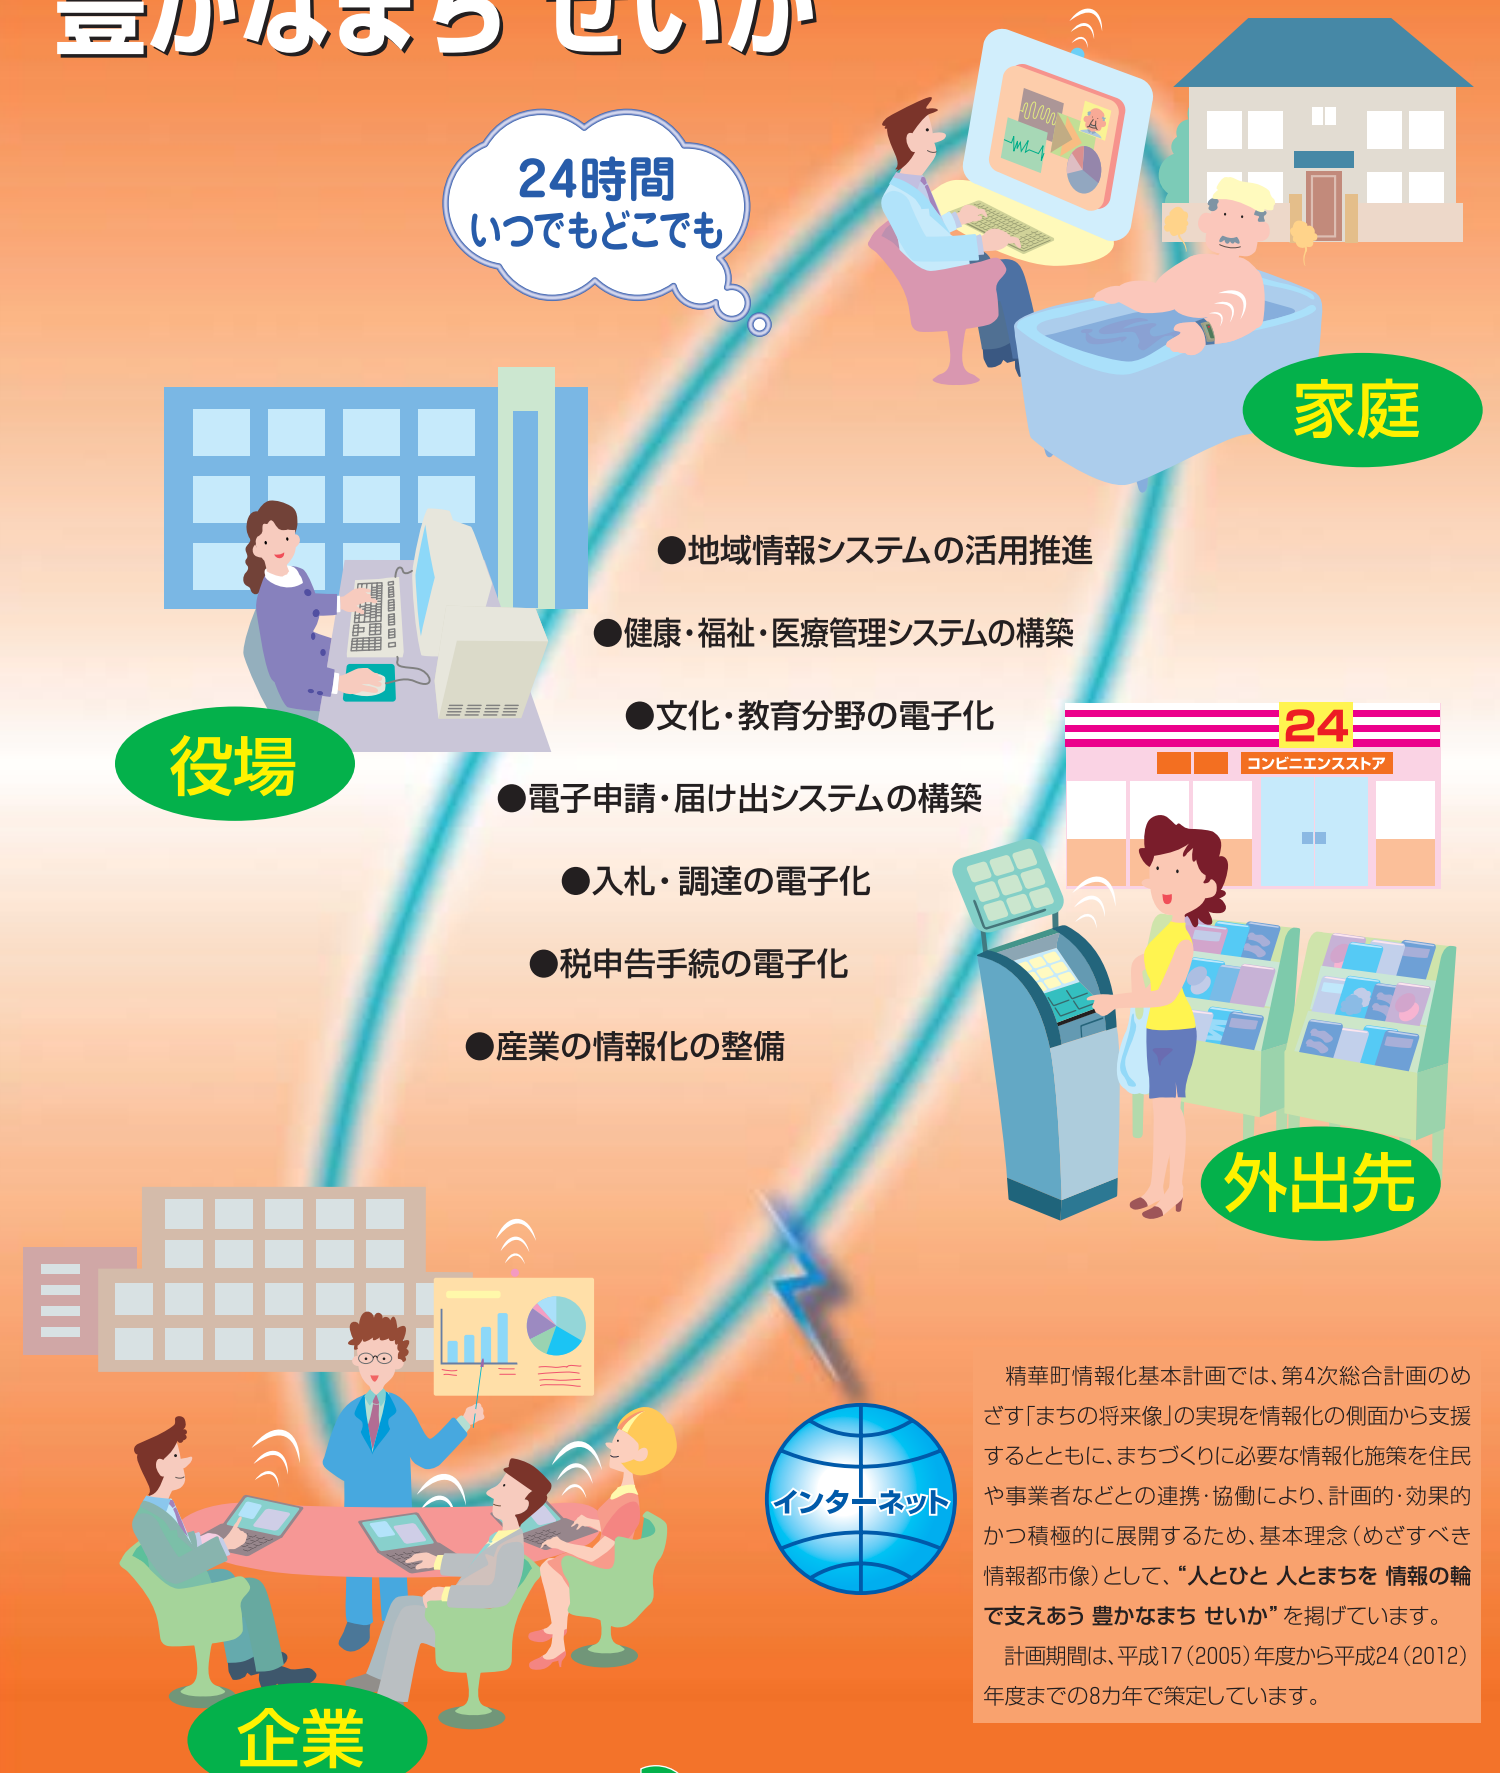 豊かなまち せいか
24時間
いつでもどこでも
家庭
役場
●地域情報システムの活用推進
●健康・福祉・医療管理システムの構築
●文化・教育分野の電子化
●電子申請・届け出システムの構築
●入札・調達の電子化
●税申告手続の電子化
●産業の情報化の整備
24
コンビニエンスストア
外出先
インターネット
企業
精華町情報化基本計画では、第4次総合計画のめ
ざす「まちの将来像」の実現を情報化の側面から支援
するとともに、まちづくりに必要な情報化施策を住民
や事業者などとの連携・協働により、計画的・効果的
かつ積極的に展開するため、基本理念（めざすべき
情報都市像）として、“人とひと 人とまちを 情報の輪
で支えあう 豊かなまち せいか” を掲げています。
計画期間は、平成17（2005）年度から平成24（2012）
年度までの8カ年で策定しています。